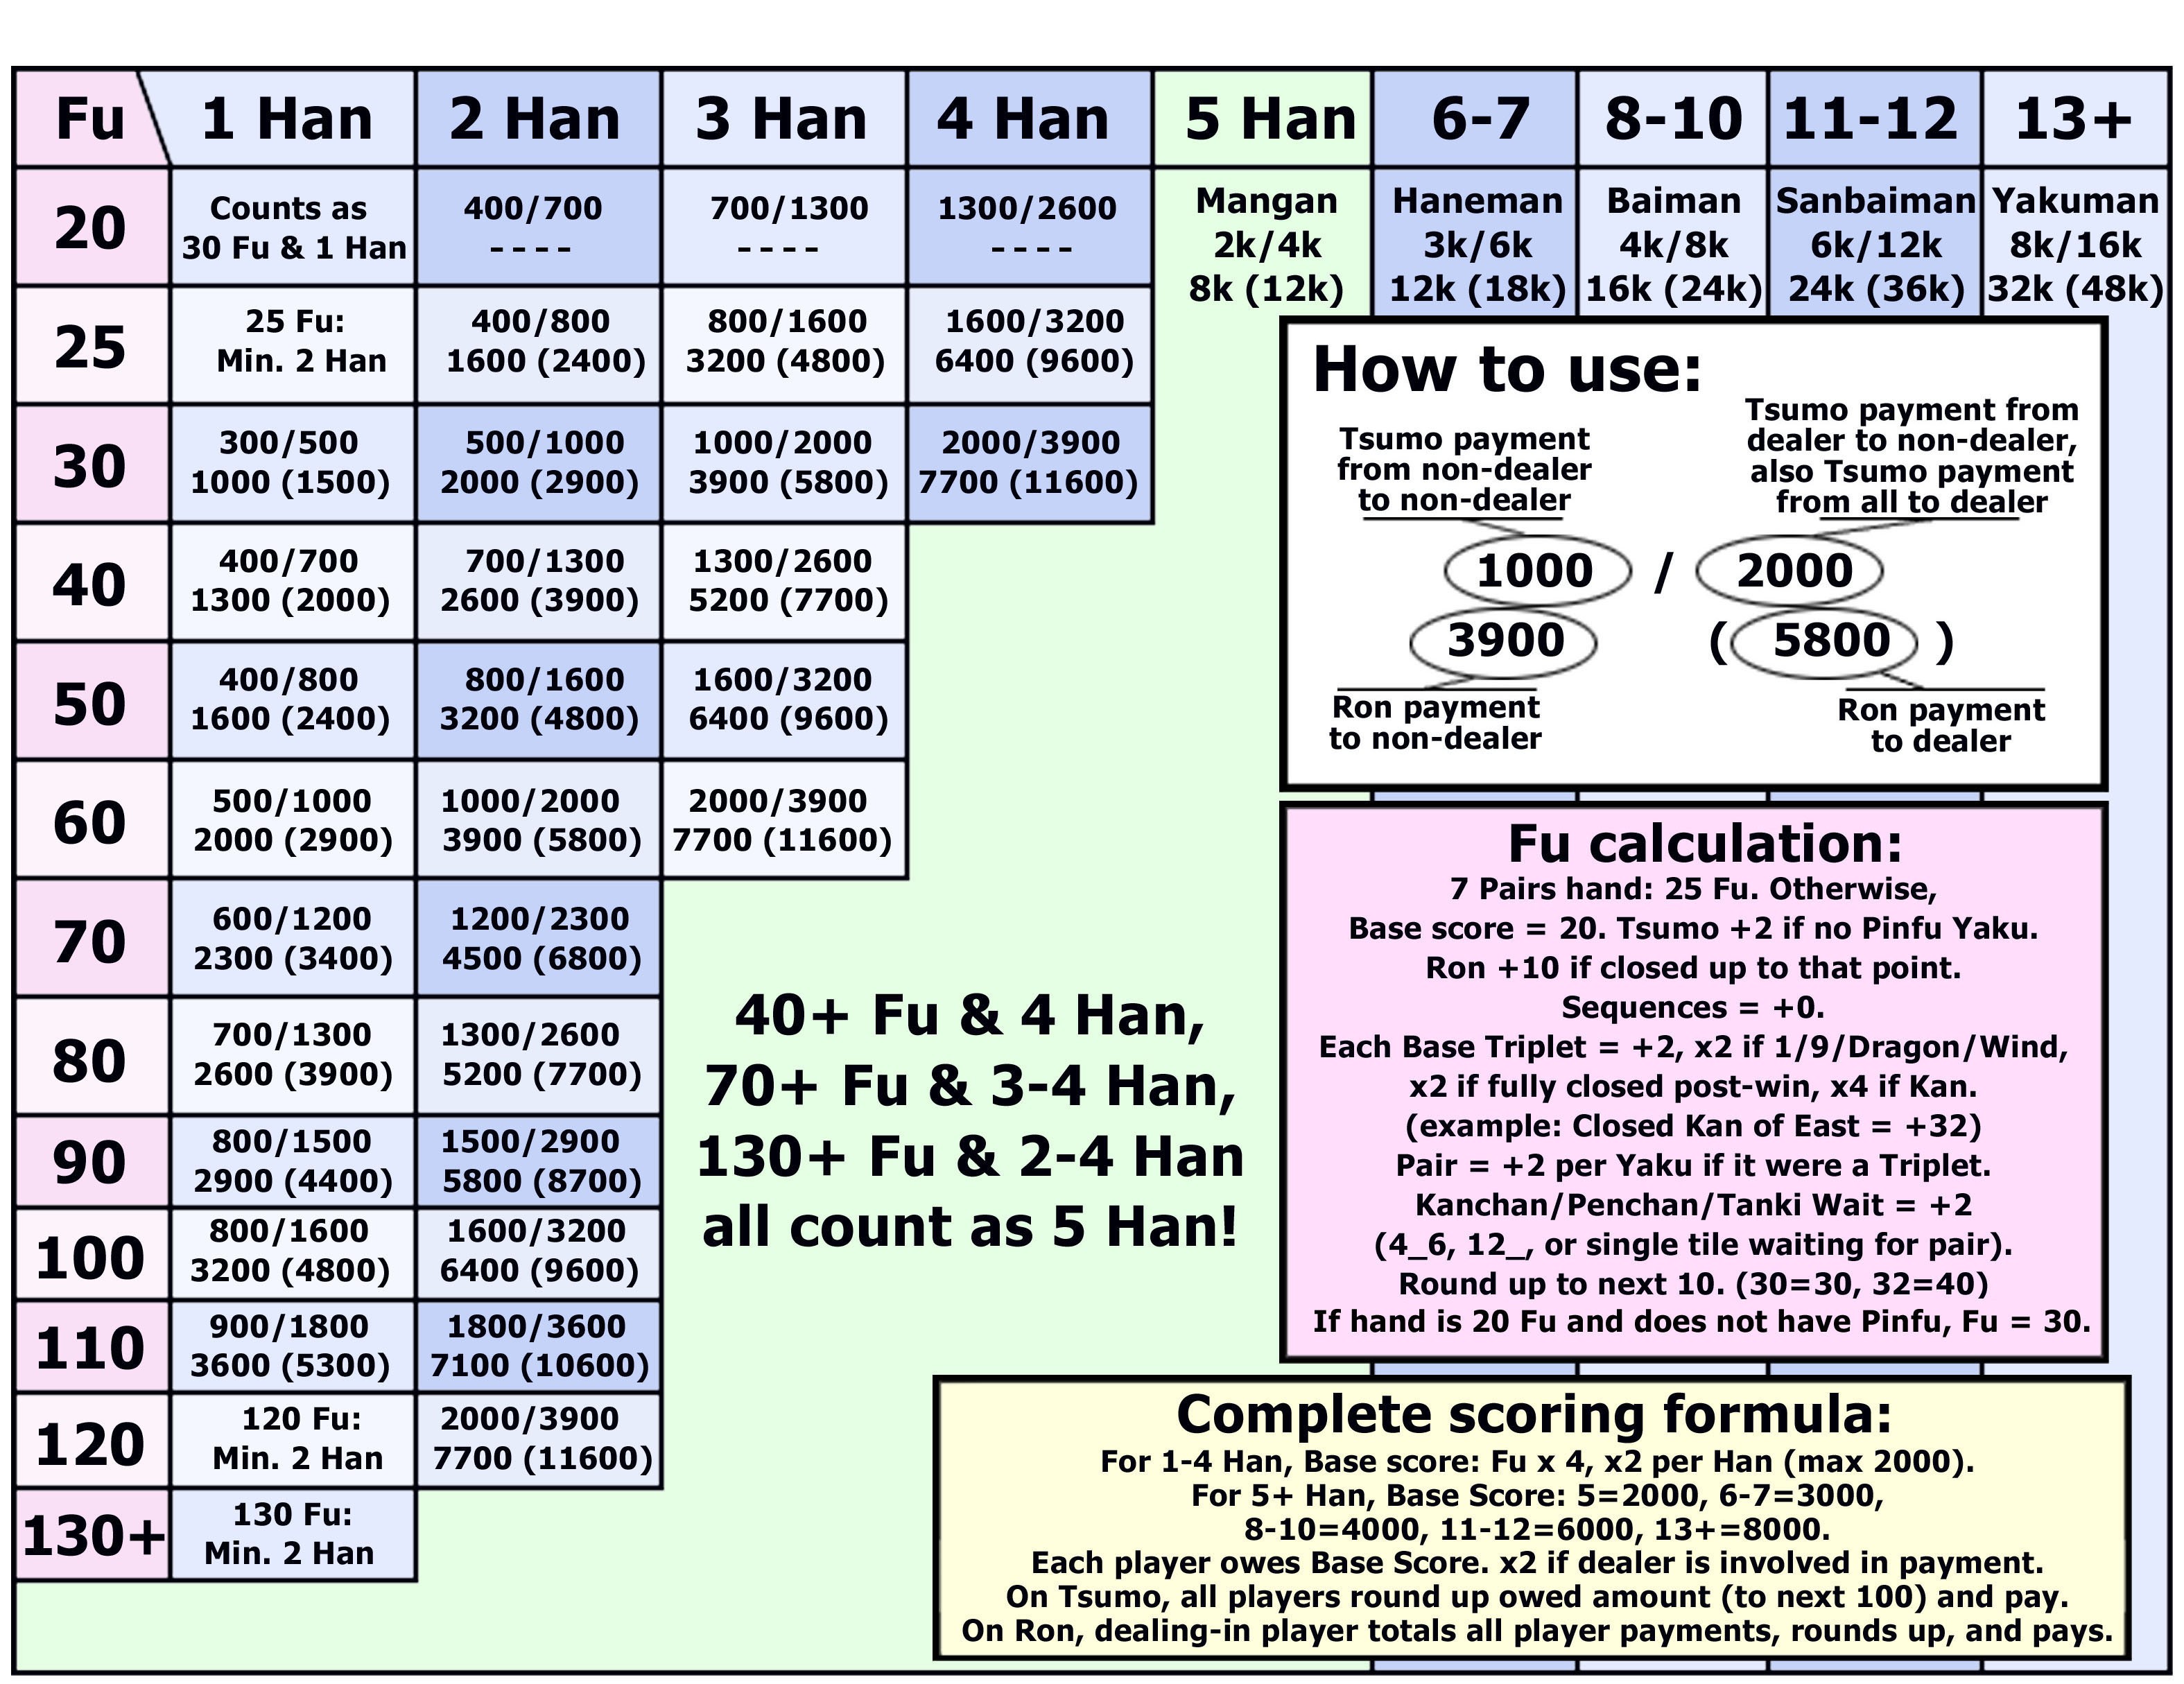 Fu 1 Han 2 Han 3 Han 4 Han 5 Han 6-7 8-10 11-12 13+
20
Counts as
30 Fu & 1 Han
400/700
----
700/1300
----
1300/2600
----
Mangan
2k/4k
8k (12k)
Haneman
3k/6k
12k (18k)
Baiman
4k/8k
16k (24k)
Sanbaiman
6k/12k
24k (36k)
Yakuman
8k/16k
32k (48k)
25
25 Fu:
Min. 2 Han
400/800
1600 (2400)
800/1600
3200 (4800)
1600/3200
6400 (9600)
30
300/500
1000 (1500)
500/1000
2000 (2900)
1000/2000
3900 (5800)
2000/3900
7700 (11600)
40
400/700
1300 (2000)
700/1300
2600 (3900)
1300/2600
5200 (7700)
50
400/800
1600 (2400)
800/1600
3200 (4800)
1600/3200
6400 (9600)
60
500/1000
2000 (2900)
1000/2000
3900 (5800)
2000/3900
7700 (11600)
70
600/1200
2300 (3400)
1200/2300
4500 (6800)
80
700/1300
2600 (3900)
1300/2600
5200 (7700)
90
800/1500
2900 (4400)
1500/2900
5800 (8700)
100
800/1600
3200 (4800)
1600/3200
6400 (9600)
110
900/1800
3600 (5300)
1800/3600
7100 (10600)
120
120 Fu:
Min. 2 Han
2000/3900
7700 (11600)
130+
130 Fu:
Min. 2 Han
40+ Fu & 4 Han,
70+ Fu & 3-4 Han,
130+ Fu & 2-4 Han
all count as 5 Han!
How to use:
Tsumo payment
from non-dealer
to non-dealer
Tsumo payment from
dealer to non-dealer,
also Tsumo payment
from all to dealer
1000 / 2000
3900 ( 5800 )
Ron payment
to non-dealer
Ron payment
to dealer
Fu calculation:
7 Pairs hand: 25 Fu. Otherwise,
Base score = 20. Tsumo +2 if no Pinfu Yaku.
Ron +10 if closed up to that point.
Sequences = +0.
Each Base Triplet = +2, x2 if 1/9/Dragon/Wind,
x2 if fully closed post-win, x4 if Kan.
(example: Closed Kan of East = +32)
Pair = +2 per Yaku if it were a Triplet.
Kanchan/Penchan/Tanki Wait = +2
(4_6, 12_, or single tile waiting for pair).
Round up to next 10. (30=30, 32=40)
If hand is 20 Fu and does not have Pinfu, Fu = 30.
Complete scoring formula:
For 1-4 Han, Base score: Fu x 4, x2 per Han (max 2000).
For 5+ Han, Base Score: 5=2000, 6-7=3000,
8-10=4000, 11-12=6000, 13+=8000.
Each player owes Base Score. x2 if dealer is involved in payment.
On Tsumo, all players round up owed amount (to next 100) and pay.
On Ron, dealing-in player totals all player payments, rounds up, and pays.